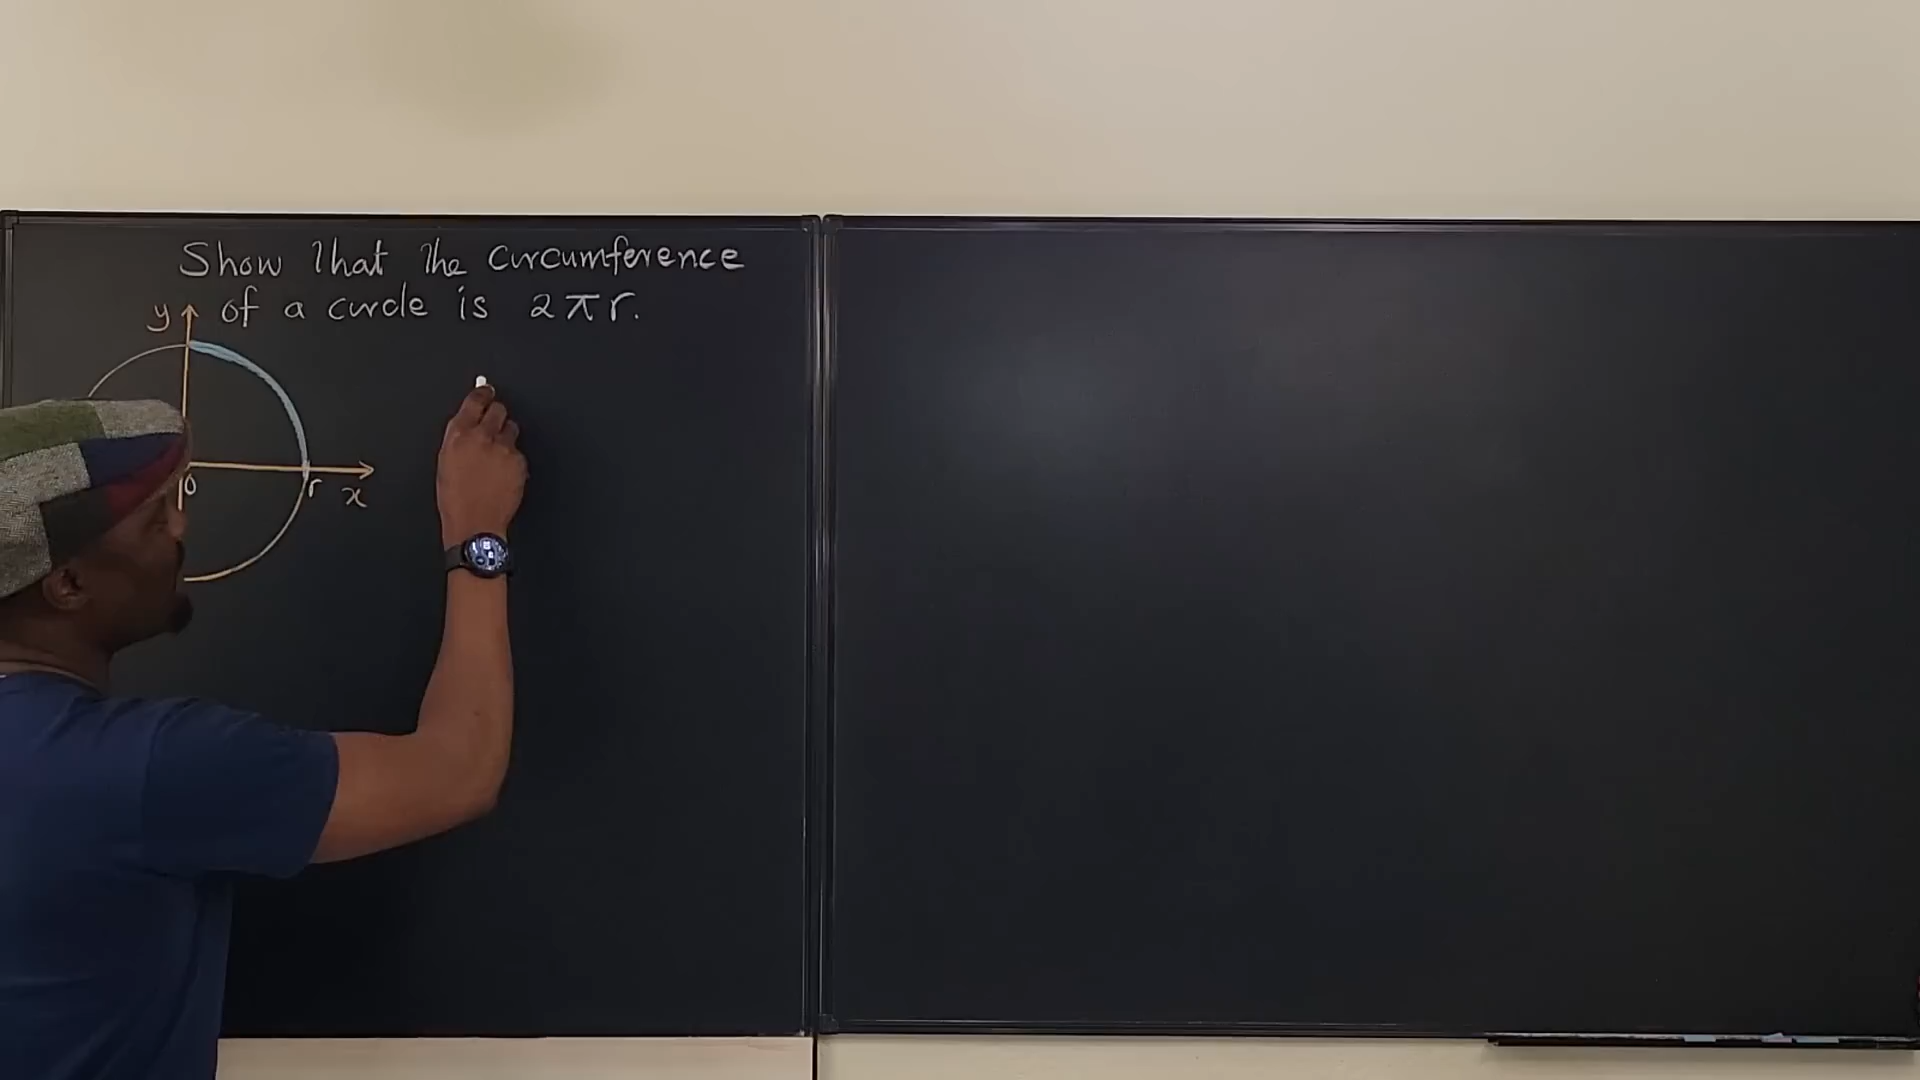 Show that the circumference
of a circle is 2πr.
y
0
r
x